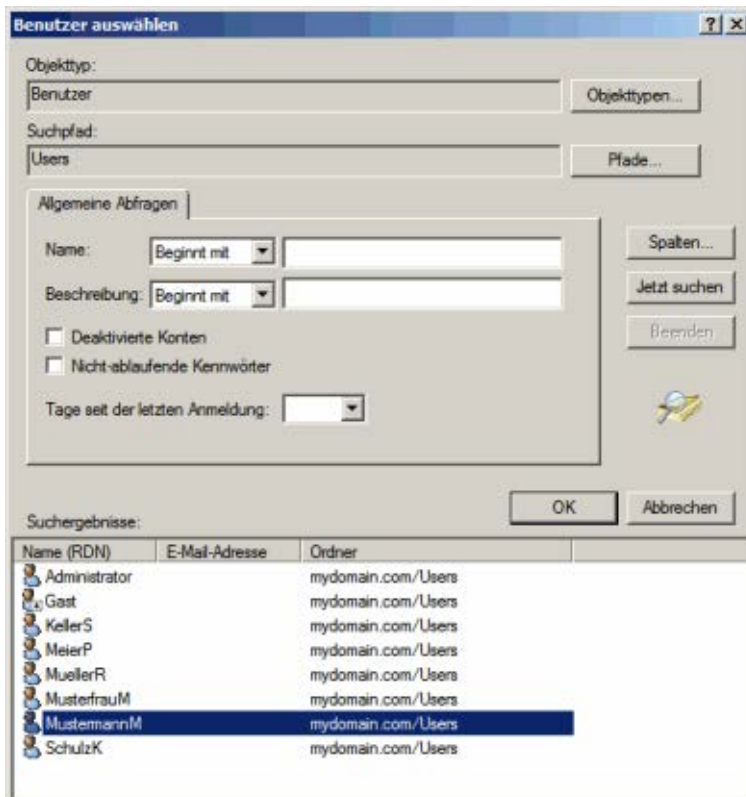 Benutzer auswählen
Objekttyp:
Benutzer
Objekttypen...
Suchpfad:
Users
Pfade...
Allgemeine Abfragen
Name: Beginnt mit
Spalten...
Beschreibung: Beginnt mit
Jetzt suchen
Deaktivierte Konten
Beenden
Nicht-ablaufende Kennwörter
Tage seit der letzten Anmeldung:
OK
Abbrechen
Suchergebnisse:
Name (RDN) E-Mail-Adresse Ordner
Administrator mydomain.com/Users
Gast mydomain.com/Users
KellerS mydomain.com/Users
MeierP mydomain.com/Users
MuellerR mydomain.com/Users
MusterfrauM mydomain.com/Users
MustermannM mydomain.com/Users
SchulzK mydomain.com/Users